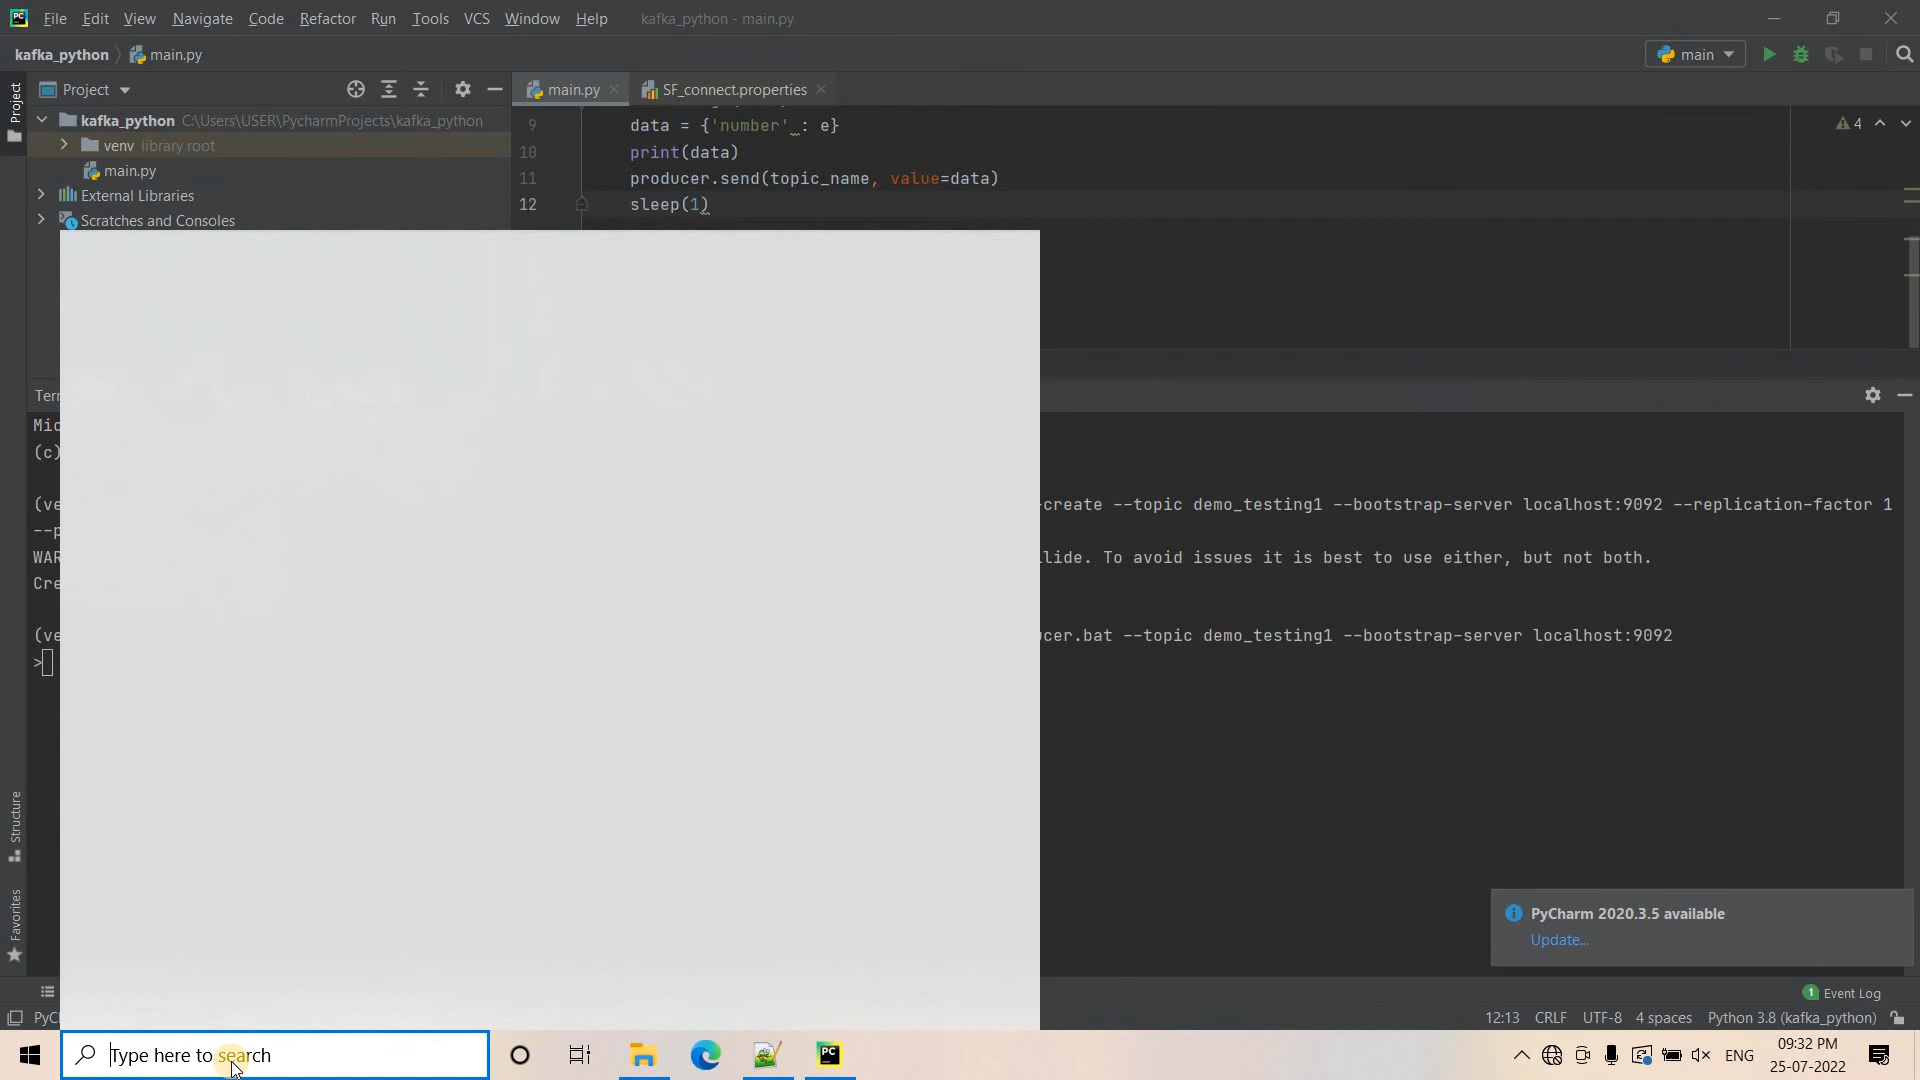 File Edit View Navigate Code Refactor Run Tools VCS Window Help kafka_python - main.py
kafka_python main.py
main
Project
Project
main.py
SF_connect.properties
kafka_python C:\Users\USER\PycharmProjects\kafka_python
venv library root
main.py
External Libraries
Scratches and Consoles
9 data = {'number' : e}
10 print(data)
11 producer.send(topic_name, value=data)
12 sleep(1)
4
Ter
Mic
(c)
(ve
create --topic demo_testing1 --bootstrap-server localhost:9092 --replication-factor 1
--p
WAR
lide. To avoid issues it is best to use either, but not both.
Cre
(ve
cer.bat --topic demo_testing1 --bootstrap-server localhost:9092
>
Structure
Favorites
PyCharm 2020.3.5 available
Update...
1 Event Log
PyC
12:13 CRLF UTF-8 4 spaces Python 3.8 (kafka_python)
Type here to search
ENG
09:32 PM
25-07-2022